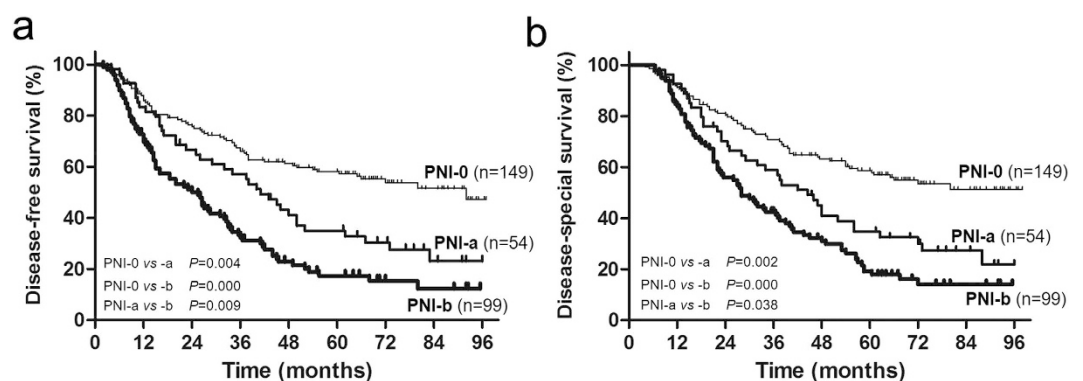 a
Disease-free survival (%)
100
80
60
40
20
0
PNI-0 (n=149)
PNI-a (n=54)
PNI-b (n=99)
PNI-0 vs -a P=0.004
PNI-0 vs -b P=0.000
PNI-a vs -b P=0.009
0 12 24 36 48 60 72 84 96
Time (months)
b
Disease-special survival (%)
100
80
60
40
20
0
PNI-0 (n=149)
PNI-a (n=54)
PNI-b (n=99)
PNI-0 vs -a P=0.002
PNI-0 vs -b P=0.000
PNI-a vs -b P=0.038
0 12 24 36 48 60 72 84 96
Time (months)